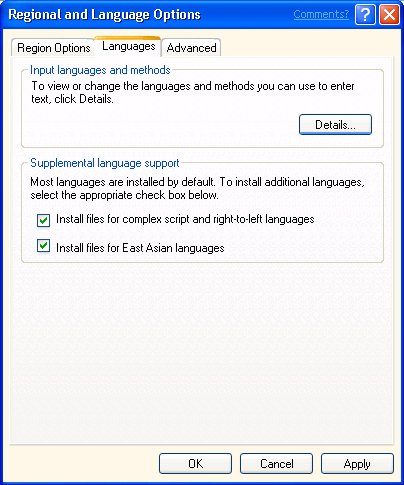 Regional and Language Options
Comments?
Region Options
Languages
Advanced
Input languages and methods
To view or change the languages and methods you can use to enter
text, click Details.
Details...
Supplemental language support
Most languages are installed by default. To install additional languages,
select the appropriate check box below.
Install files for complex script and right-to-left languages
Install files for East Asian languages
OK
Cancel
Apply